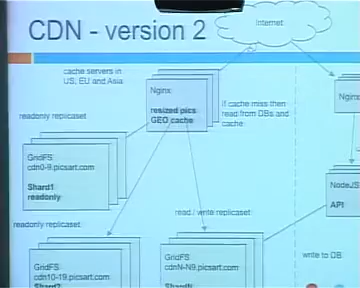 CDN - version 2
Internet
cache servers in
US, EU and Asia
Nginx
resized pics
GEO cache
if cache miss then
read from DBs and
cache
Nginx
readonly replicaset
GridFS
cdn0-9.picsart.com
Shard1
readonly
NodeJS
API
readonly replicaset
read / write replicaset
GridFS
cdn10-19.picsart.com
GridFS
cdnN-N9.picsart.com
ShardN
write to DB